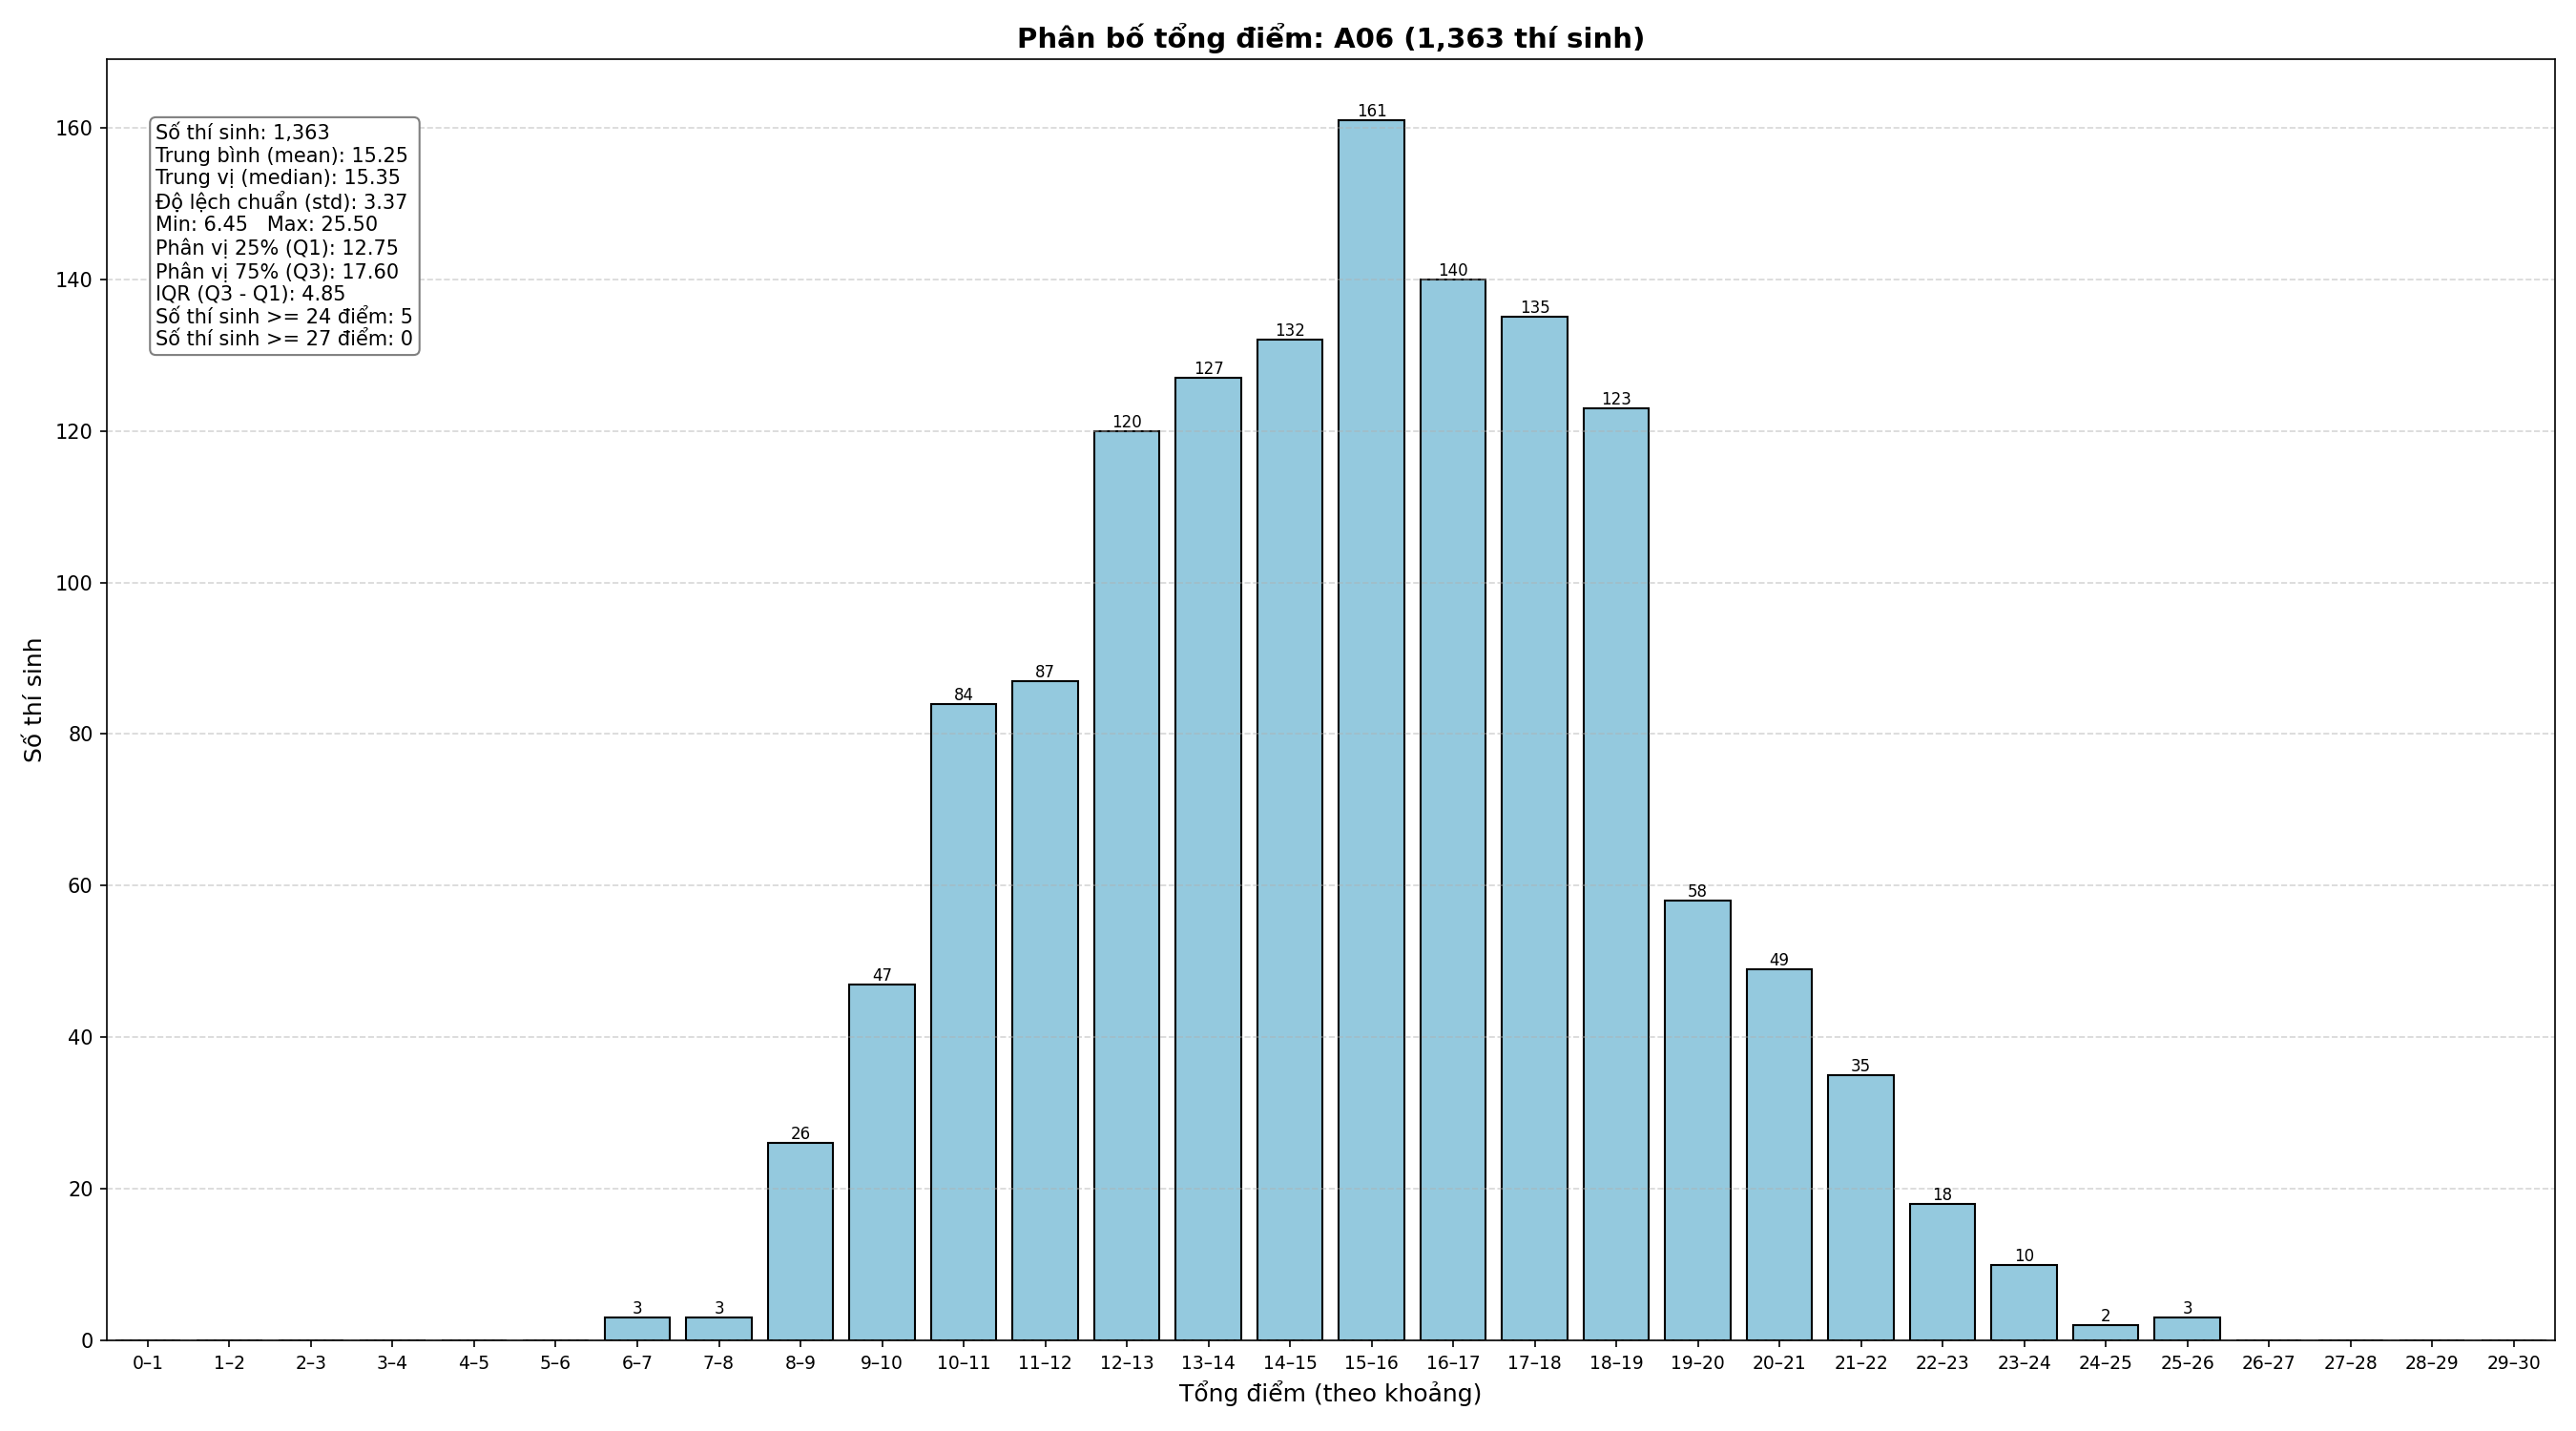 Phân bố tổng điểm: A06 (1,363 thí sinh)
Số thí sinh: 1,363
Trung bình (mean): 15.25
Trung vị (median): 15.35
Độ lệch chuẩn (std): 3.37
Min: 6.45   Max: 25.50
Phân vị 25% (Q1): 12.75
Phân vị 75% (Q3): 17.60
IQR (Q3 - Q1): 4.85
Số thí sinh >= 24 điểm: 5
Số thí sinh >= 27 điểm: 0
Số thí sinh
160
140
120
100
80
60
40
20
0
3 3 26 47 84 87 120 127 132 161 140 135 123 58 49 35 18 10 2 3
0–1 1–2 2–3 3–4 4–5 5–6 6–7 7–8 8–9 9–10 10–11 11–12 12–13 13–14 14–15 15–16 16–17 17–18 18–19 19–20 20–21 21–22 22–23 23–24 24–25 25–26 26–27 27–28 28–29 29–30
Tổng điểm (theo khoảng)